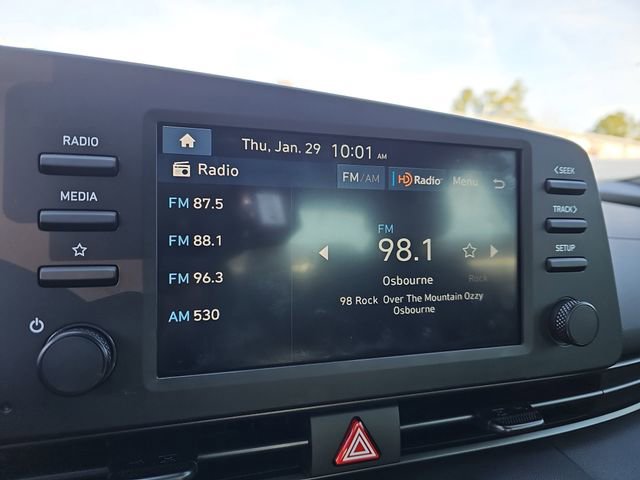 RADIO
MEDIA
Thu, Jan. 29 10:01 AM
Radio
FM/AM HD Radio Menu
FM 87.5
FM 88.1
FM 96.3
AM 530
FM
98.1
Osbourne
Rock
98 Rock Over The Mountain Ozzy
Osbourne
<SEEK
TRACK>
SETUP